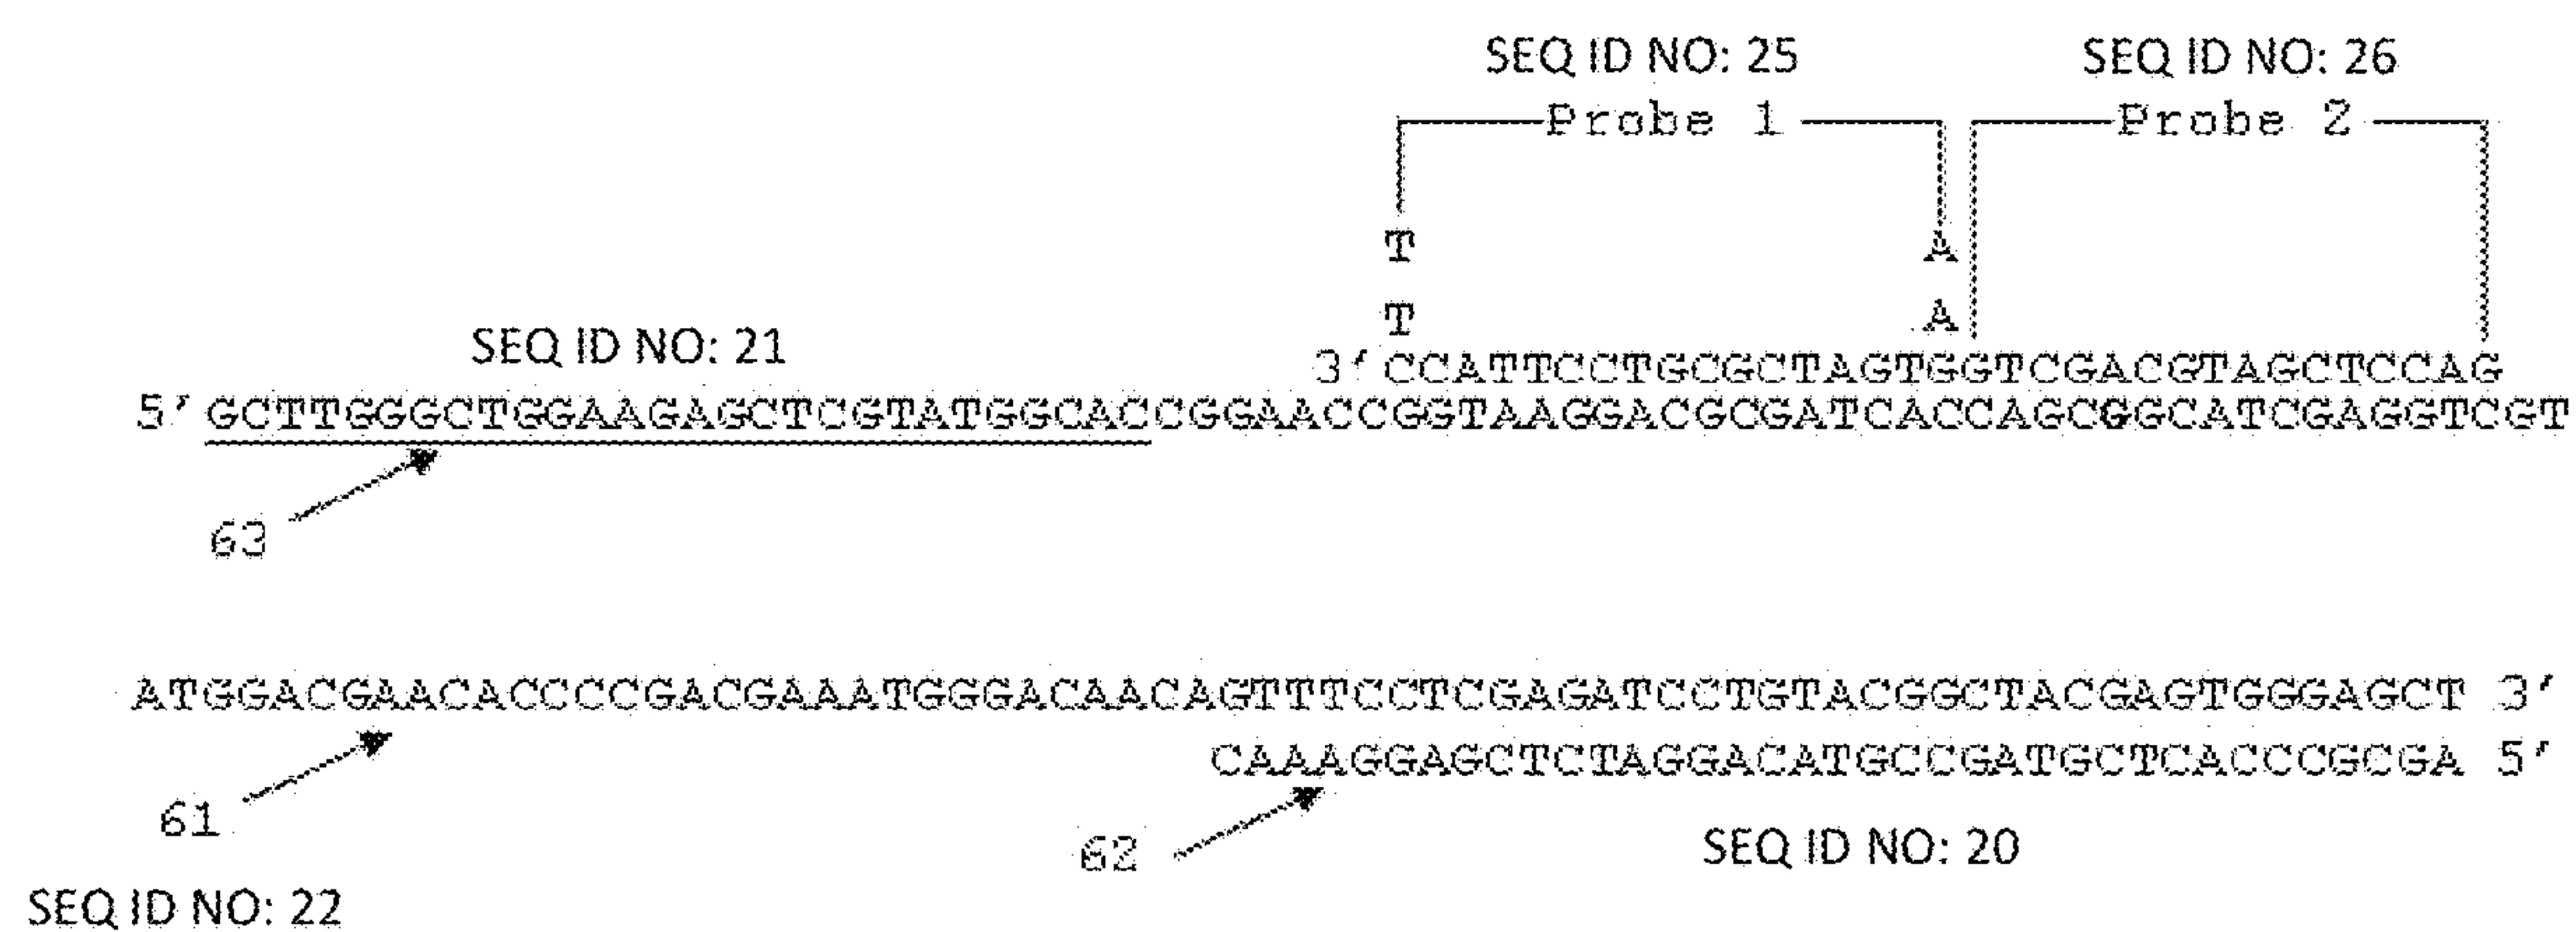 SEQ ID NO: 25 SEQ ID NO: 26
Probe 1 Probe 2
T A
T A
SEQ ID NO: 21
3′ CCATTCCTGCGCTAGTGGTCGACGTAGCTCCAG
5′ GCTTGGGCTGGAAGAGCTCGTATGGCACCGGAACCGGTAAGGACGCGATCACCAGCGGCATCGAGGTCGT
63
ATGGACGAACACCCCGACGAAATGGGACAACAGTTTCCTCGAGATCCTGTACGGCTACGAGTGGGAGCT 3′
CAAAGGAGCTCTAGGACATGCCGATGCTCACCCGCGA 5′
61
62
SEQ ID NO: 20
SEQ ID NO: 22